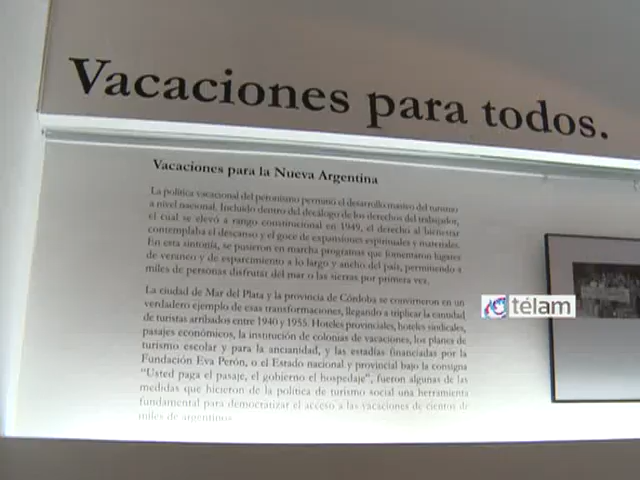 Vacaciones para todos.
Vacaciones para la Nueva Argentina
La política vacacional del peronismo permitió el desarrollo masivo del turismo
a nivel nacional. Incluido dentro del decálogo de los derechos del trabajador,
el cual se elevó a rango constitucional en 1949, el derecho al bienestar
contemplaba el descanso y el goce de expansiones espirituales y materiales.
En esta sintonía, se pusieron en marcha programas que fomentaron lugares
de veraneo y de esparcimiento a lo largo y ancho del país, permitiendo a
miles de personas disfrutar del mar o las sierras por primera vez.
La ciudad de Mar del Plata y la provincia de Córdoba se convirtieron en un
verdadero ejemplo de esas transformaciones, llegando a triplicar la cantidad
de turistas arribados entre 1940 y 1955. Hoteles provinciales, hoteles sindicales,
pasajes económicos, la institución de colonias de vacaciones, los planes de
turismo escolar y para la ancianidad, y las estadías financiadas por la
Fundación Eva Perón, o el Estado nacional y provincial bajo la consigna
"Usted paga el pasaje, el gobierno el hospedaje", fueron algunas de las
medidas que hicieron de la política de turismo social una herramienta
fundamental para democratizar el acceso a las vacaciones de cientos de
miles de argentinos.
télam